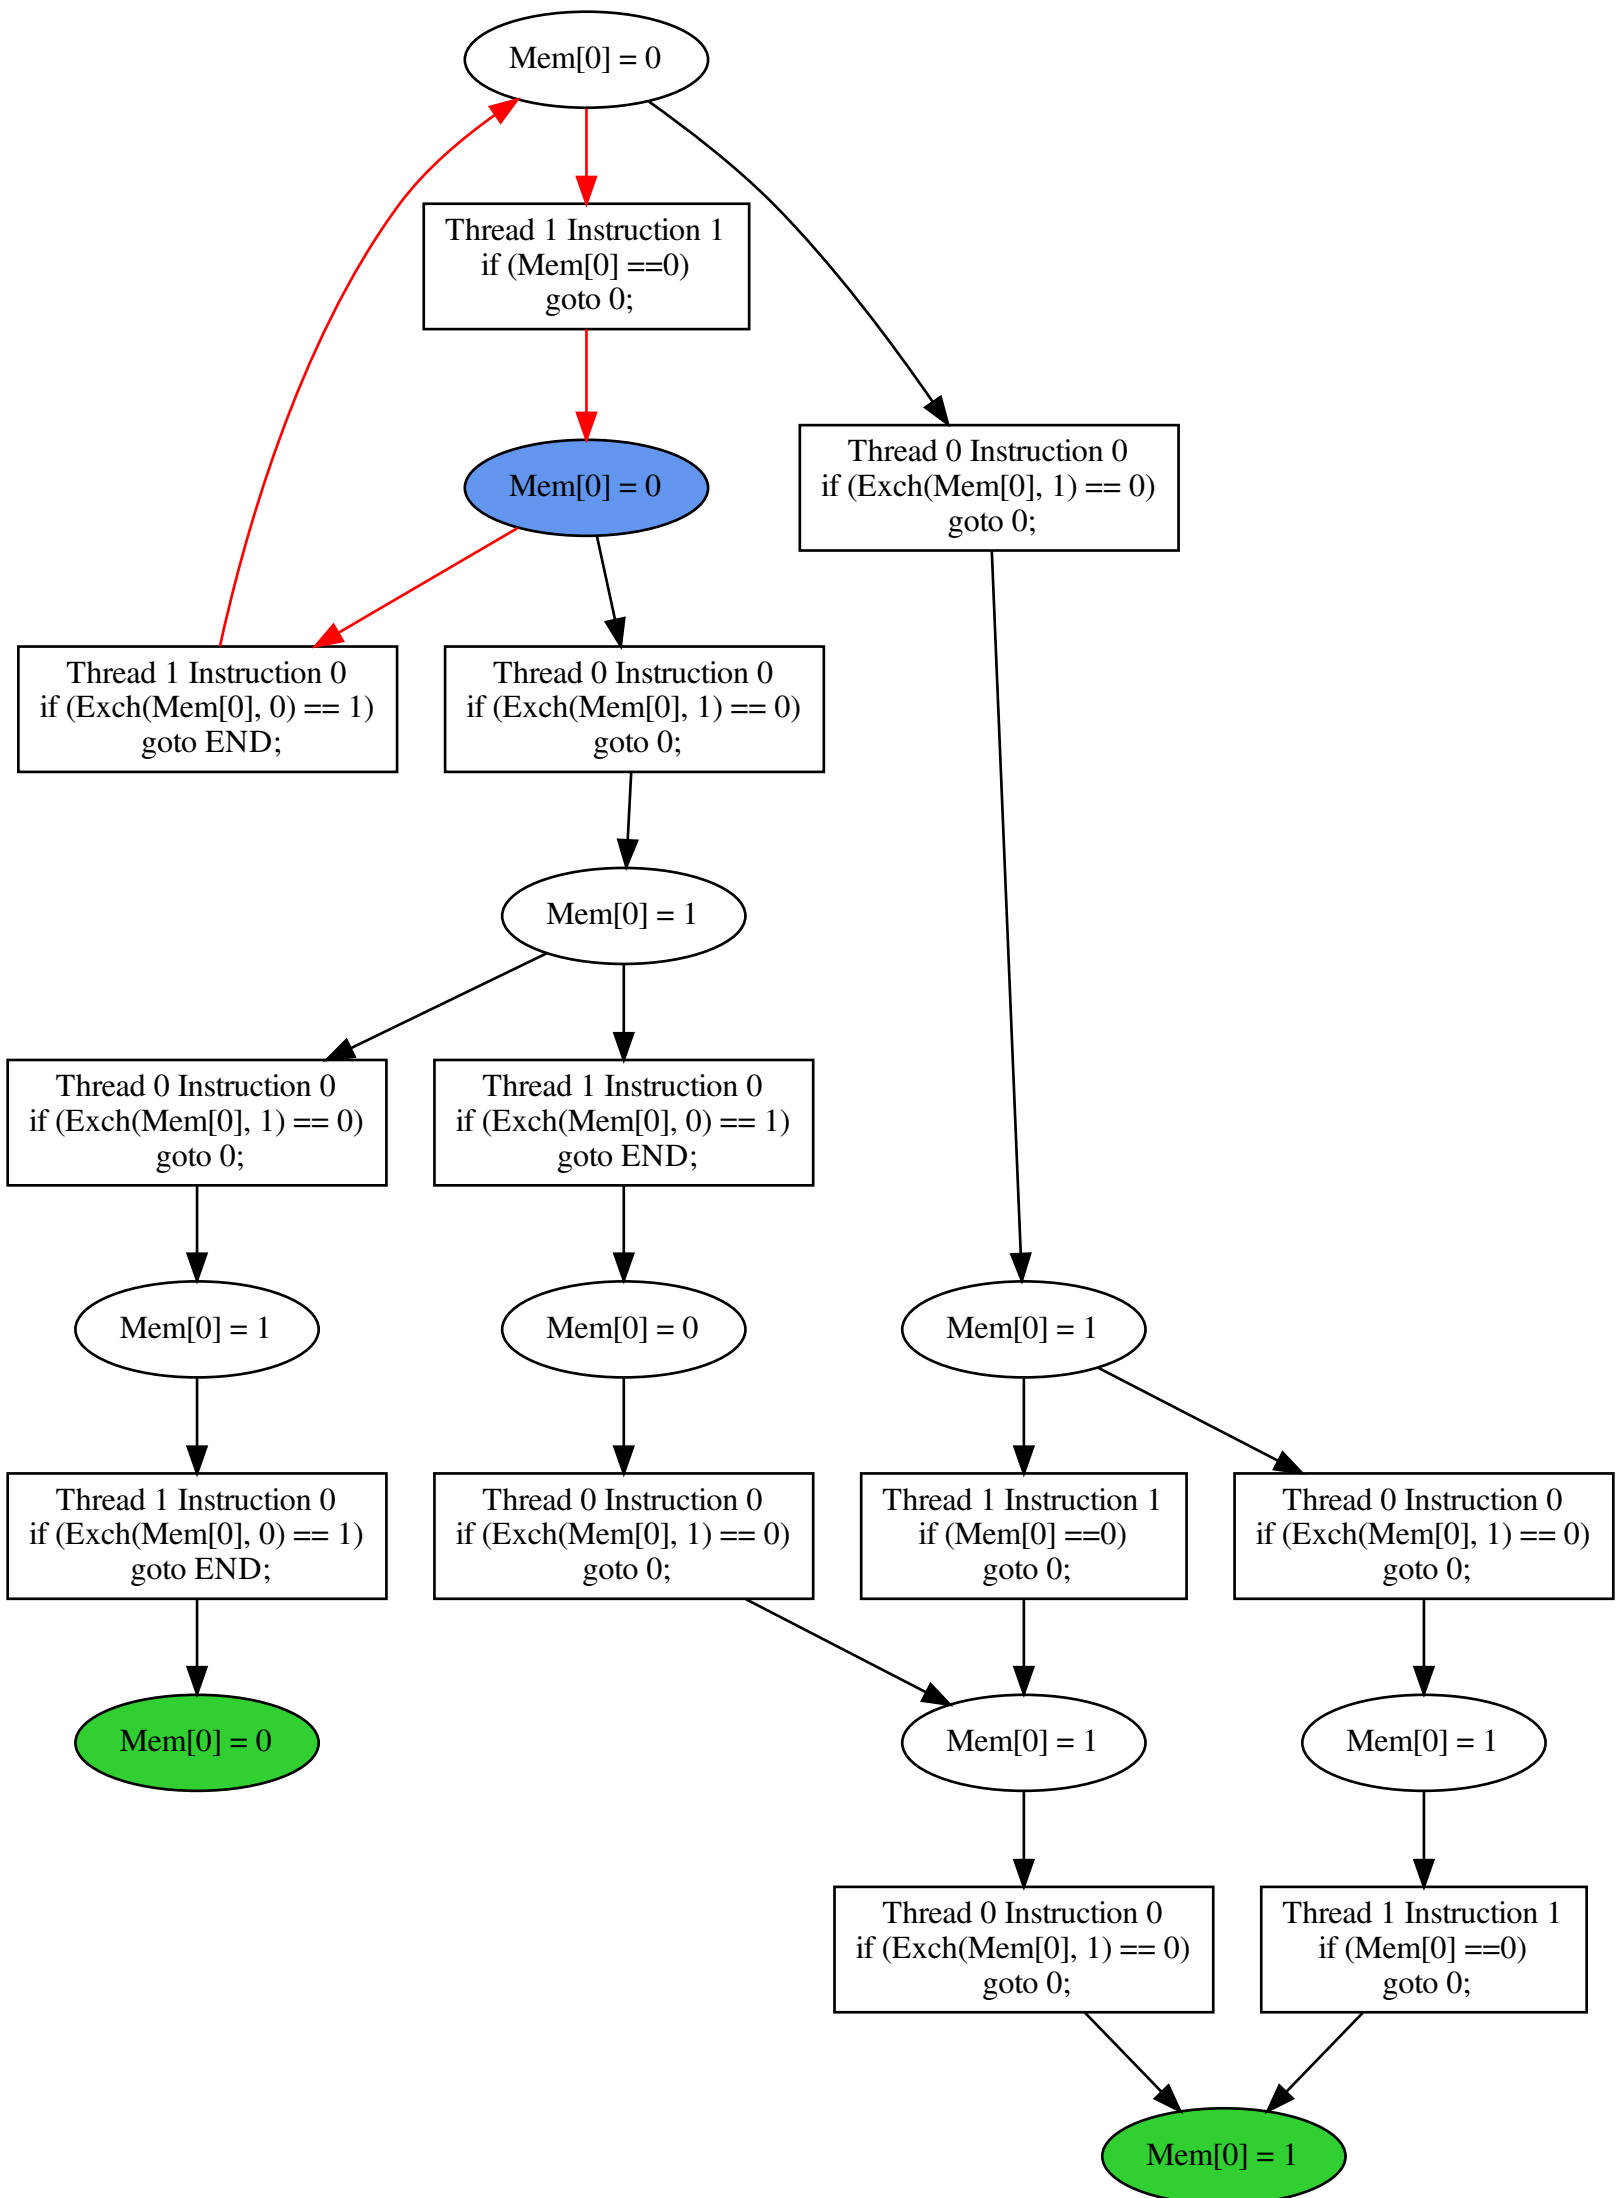 Mem[0] = 0
Thread 1 Instruction 1
if (Mem[0] ==0)
goto 0;
Mem[0] = 0
Thread 0 Instruction 0
if (Exch(Mem[0], 1) == 0)
goto 0;
Thread 1 Instruction 0
if (Exch(Mem[0], 0) == 1)
goto END;
Thread 0 Instruction 0
if (Exch(Mem[0], 1) == 0)
goto 0;
Mem[0] = 1
Thread 0 Instruction 0
if (Exch(Mem[0], 1) == 0)
goto 0;
Thread 1 Instruction 0
if (Exch(Mem[0], 0) == 1)
goto END;
Mem[0] = 1
Mem[0] = 0
Mem[0] = 1
Thread 1 Instruction 0
if (Exch(Mem[0], 0) == 1)
goto END;
Thread 0 Instruction 0
if (Exch(Mem[0], 1) == 0)
goto 0;
Thread 1 Instruction 1
if (Mem[0] ==0)
goto 0;
Thread 0 Instruction 0
if (Exch(Mem[0], 1) == 0)
goto 0;
Mem[0] = 0
Mem[0] = 1
Mem[0] = 1
Thread 0 Instruction 0
if (Exch(Mem[0], 1) == 0)
goto 0;
Thread 1 Instruction 1
if (Mem[0] ==0)
goto 0;
Mem[0] = 1